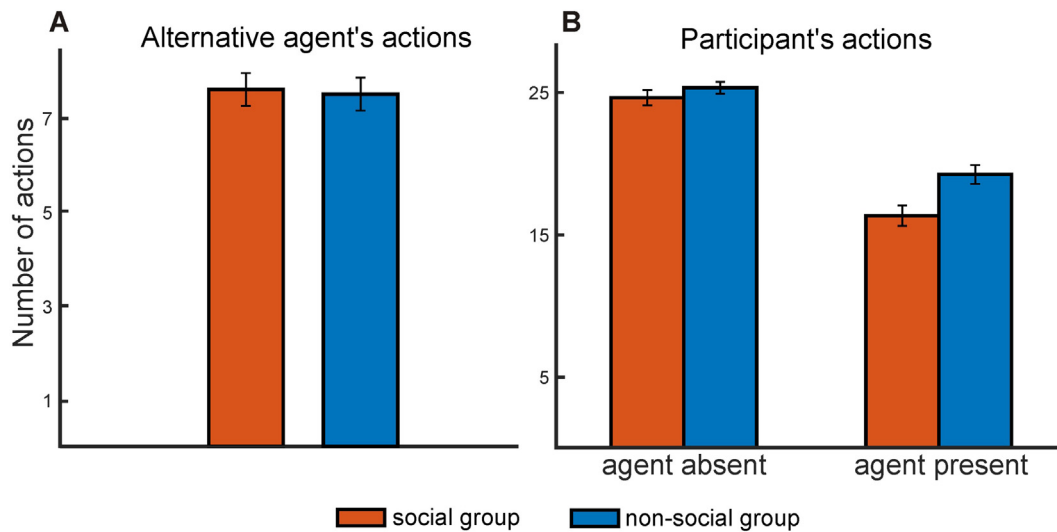 A
Alternative agent's actions
Number of actions
7
5
3
1
B
Participant's actions
25
15
5
agent absent
agent present
social group
non-social group